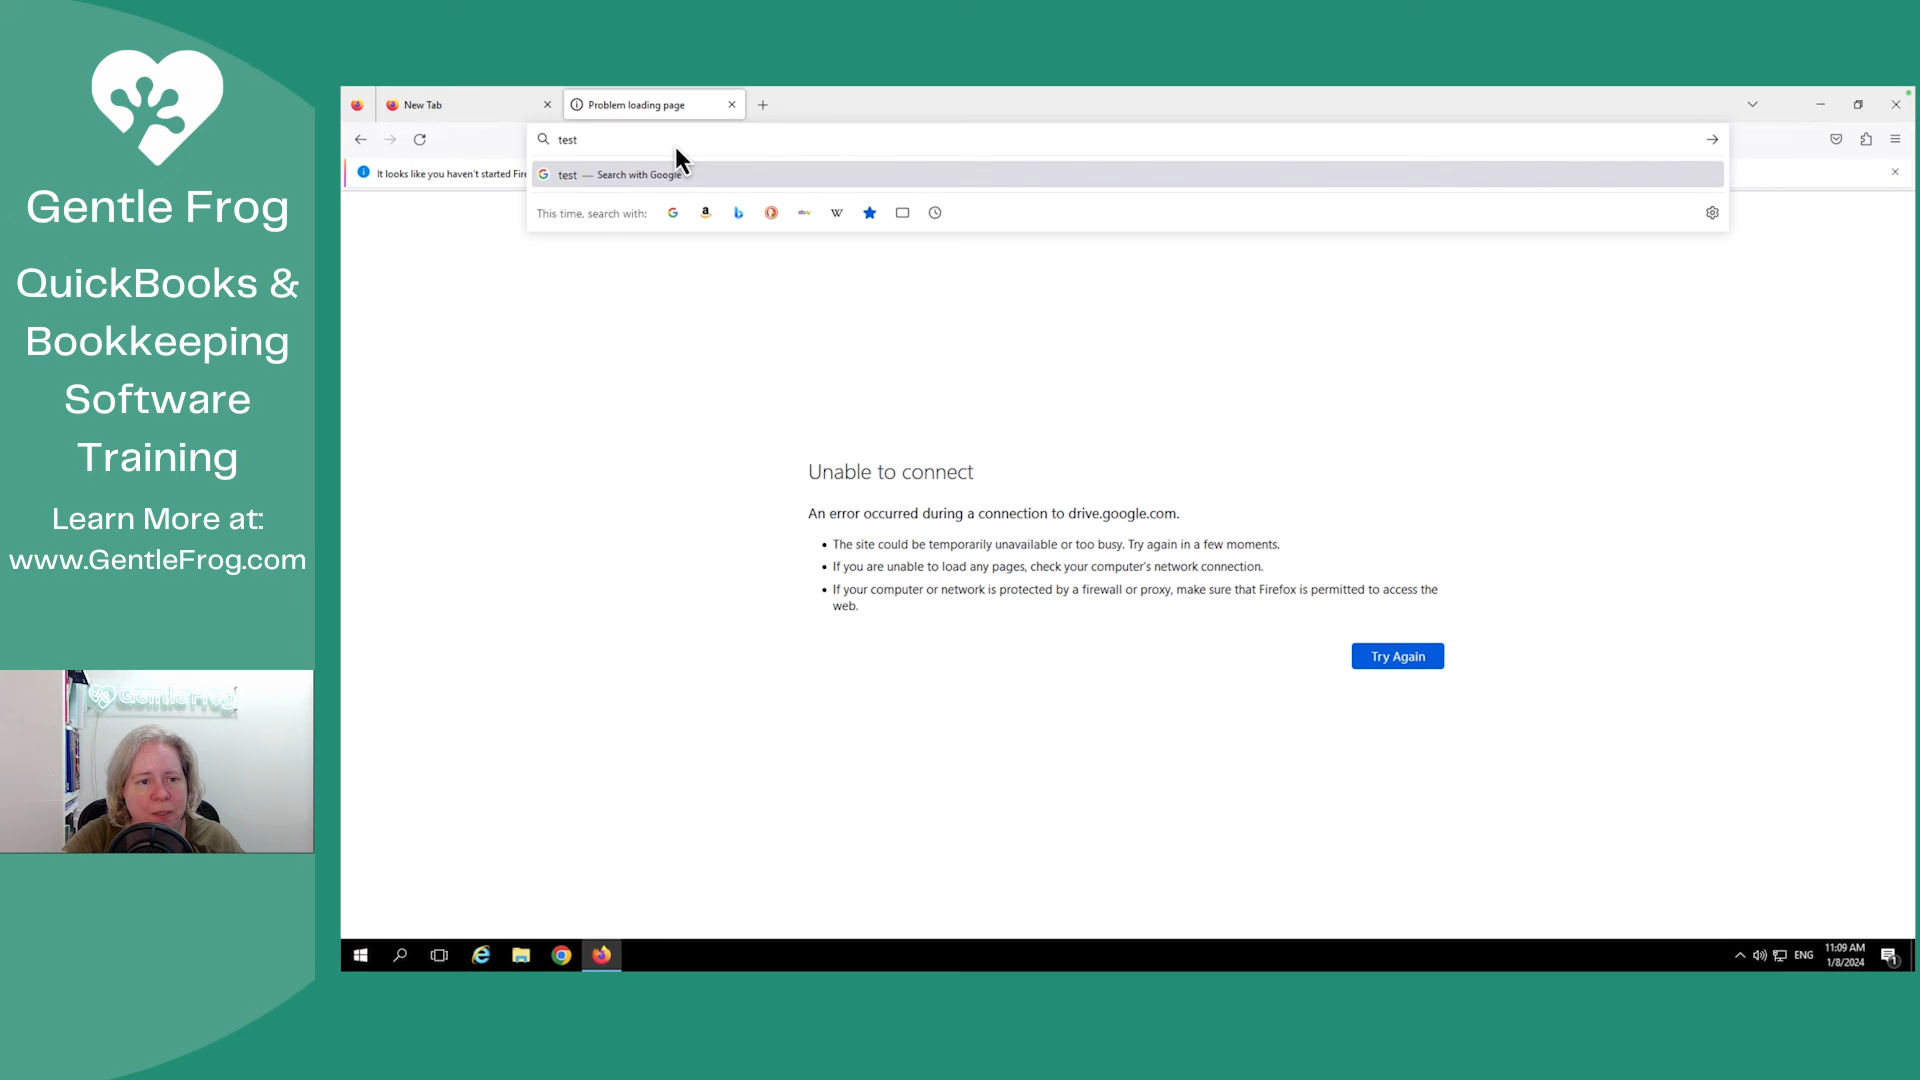 Gentle Frog
QuickBooks &
Bookkeeping
Software
Training
Learn More at:
www.GentleFrog.com
Gentle Frog
New Tab
Problem loading page
test
It looks like you haven't started Fire
test — Search with Google
This time, search with:
Unable to connect
An error occurred during a connection to drive.google.com.
• The site could be temporarily unavailable or too busy. Try again in a few moments.
• If you are unable to load any pages, check your computer's network connection.
• If your computer or network is protected by a firewall or proxy, make sure that Firefox is permitted to access the
web.
Try Again
ENG
11:09 AM
1/8/2024
1